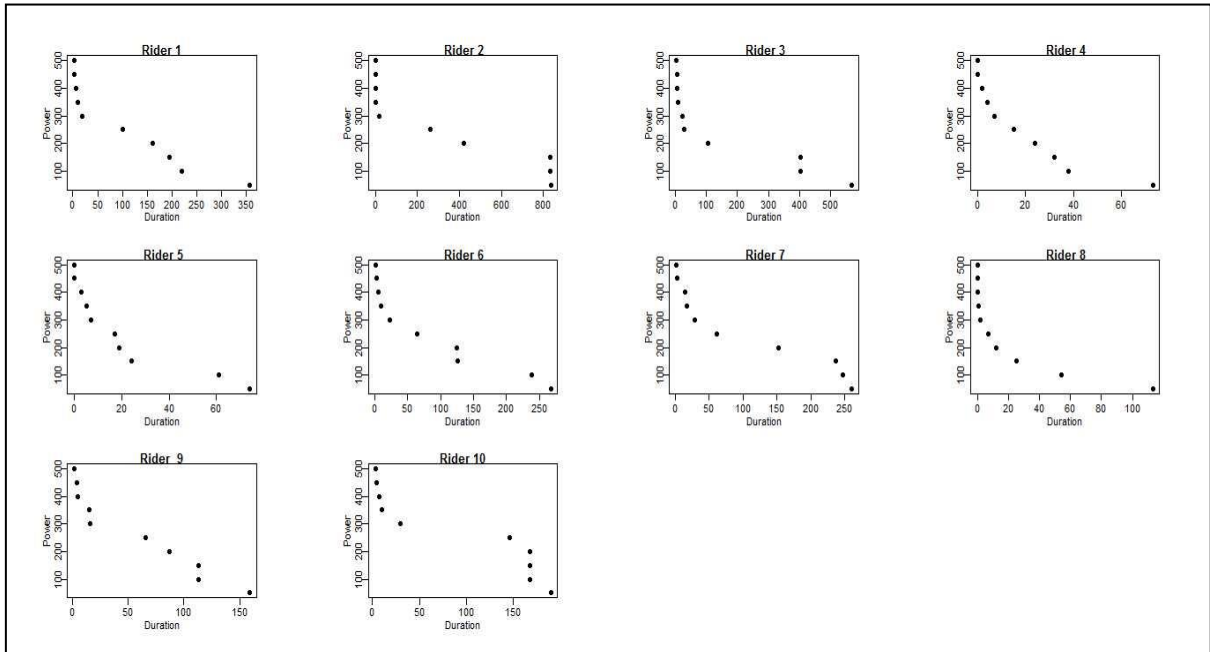 Rider 1
Power
500
400
300
200
100
0 50 100 150 200 250 300 350
Duration
Rider 2
Power
500
400
300
200
100
0 200 400 600 800
Duration
Rider 3
Power
500
400
300
200
100
0 100 200 300 400 500
Duration
Rider 4
Power
500
400
300
200
100
0 20 40 60
Duration
Rider 5
Power
500
400
300
200
100
0 20 40 60
Duration
Rider 6
Power
500
400
300
200
100
0 50 100 150 200 250
Duration
Rider 7
Power
500
400
300
200
100
0 50 100 150 200 250
Duration
Rider 8
Power
500
400
300
200
100
0 20 40 60 80 100
Duration
Rider 9
Power
500
400
300
200
100
0 50 100 150
Duration
Rider 10
Power
500
400
300
200
100
0 50 100 150
Duration